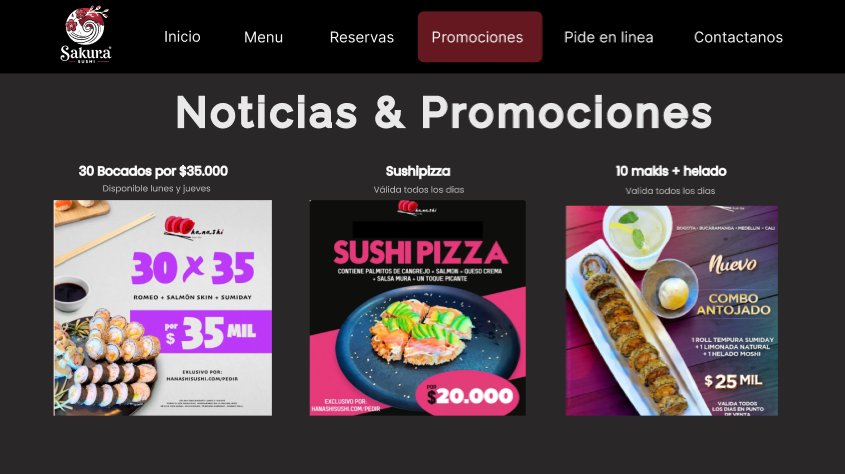 Sakura
SUSHI
Inicio
Menu
Reservas
Promociones
Pide en linea
Contactanos
Noticias & Promociones
30 Bocados por $35.000
Disponible lunes y jueves
hanashi
30 x 35
ROMEO + SALMÓN SKIN + SUMIDAY
por
$ 35 MIL
EXCLUSIVO POR:
HANASHISUSHI.COM/PEDIR
Sushipizza
Válida todos los días
hanashi
SUSHI PIZZA
CONTIENE PALMITOS DE CANGREJO + SALMON + QUESO CREMA
+ SALSA MURA + UN TOQUE PICANTE
EXCLUSIVO POR:
HANASHISUSHI.COM/PEDIR
POR
$20.000
10 makis + helado
Valida todos los dias
BOGOTA • BUCARAMANGA • MEDELLIN • CALI
Nuevo
COMBO
ANTOJADO
1 ROLL TEMPURA SUMIDAY
+ 1 LIMONADA NATURAL
+ 1 HELADO MOSHI
$ 25 MIL
VALIDA TODOS
LOS DIAS EN PUNTO
DE VENTA